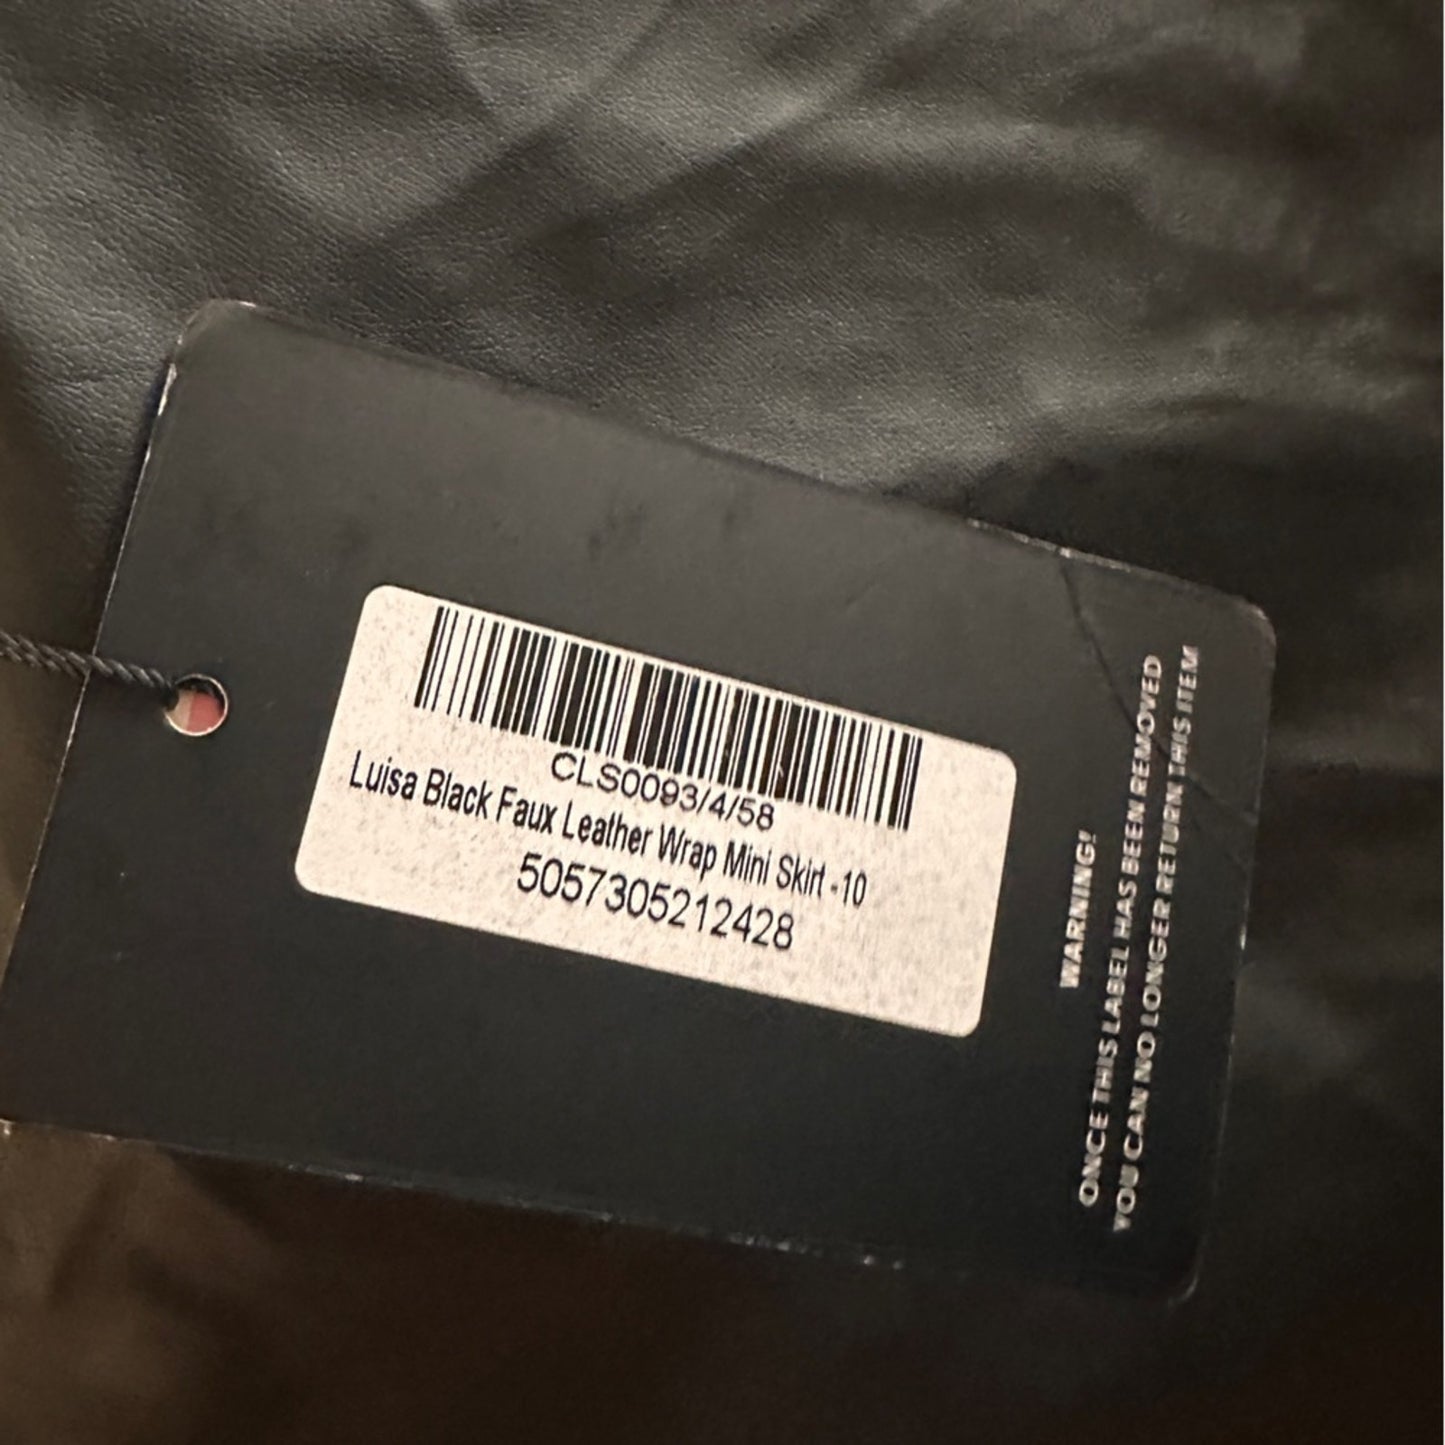 CLS0093/4/58
Luisa Black Faux Leather Wrap Mini Skirt -10
5057305212428
WARNING!
ONCE THIS LABEL HAS BEEN REMOVED
YOU CAN NO LONGER RETURN THIS ITEM